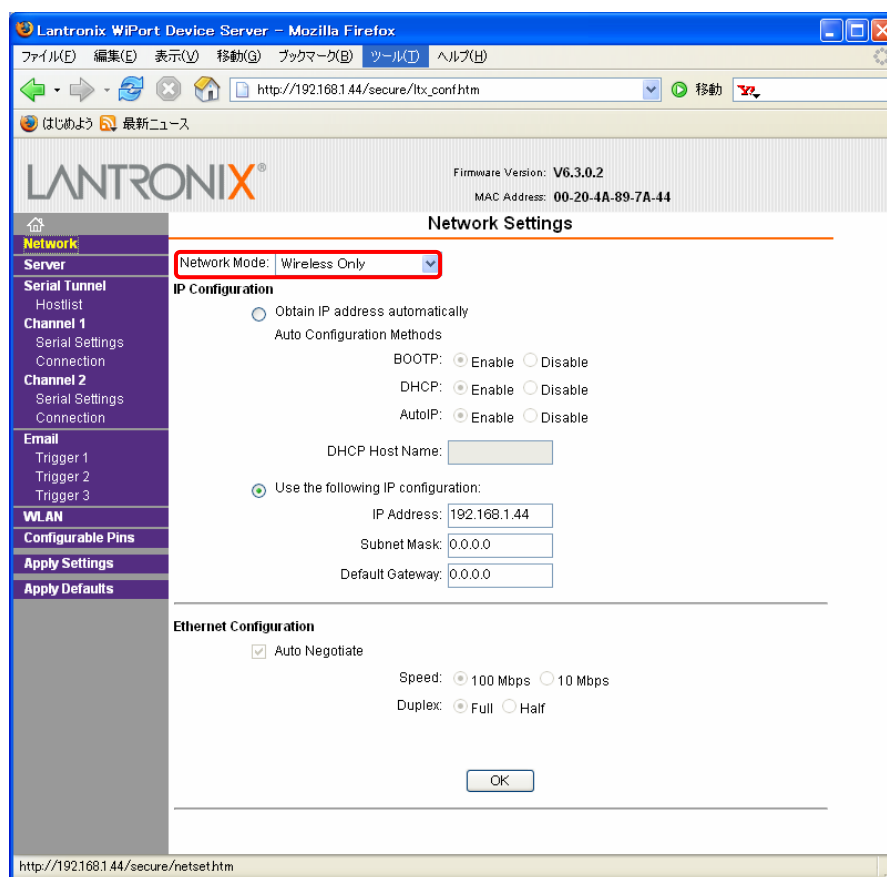 Lantronix WiPort Device Server - Mozilla Firefox
ファイル(F) 編集(E) 表示(V) 移動(G) ブックマーク(B) ツール(T) ヘルプ(H)
http://192.168.1.44/secure/ltx_conf.htm 移動
はじめよう 最新ニュース
LANTRONIX®
Firmware Version: V6.3.0.2
MAC Address: 00-20-4A-89-7A-44
Network
Server
Serial Tunnel
Hostlist
Channel 1
Serial Settings
Connection
Channel 2
Serial Settings
Connection
Email
Trigger 1
Trigger 2
Trigger 3
WLAN
Configurable Pins
Apply Settings
Apply Defaults
Network Settings
Network Mode: Wireless Only
IP Configuration
Obtain IP address automatically
Auto Configuration Methods
BOOTP: Enable Disable
DHCP: Enable Disable
AutoIP: Enable Disable
DHCP Host Name:
Use the following IP configuration:
IP Address: 192.168.1.44
Subnet Mask: 0.0.0.0
Default Gateway: 0.0.0.0
Ethernet Configuration
Auto Negotiate
Speed: 100 Mbps 10 Mbps
Duplex: Full Half
OK
http://192.168.1.44/secure/netset.htm